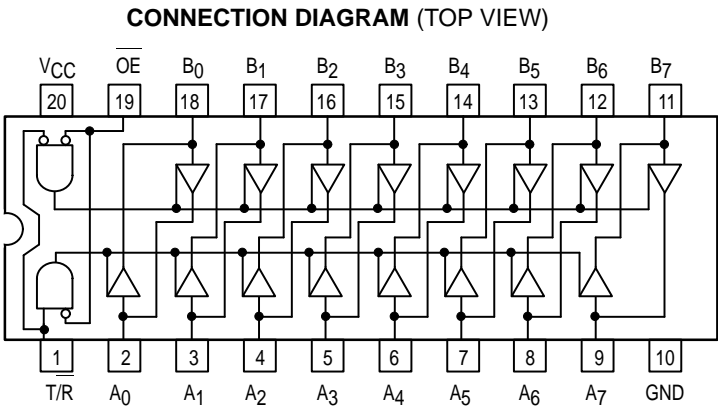 CONNECTION DIAGRAM (TOP VIEW)
VCC OE B0 B1 B2 B3 B4 B5 B6 B7
20 19 18 17 16 15 14 13 12 11
1 2 3 4 5 6 7 8 9 10
T/R A0 A1 A2 A3 A4 A5 A6 A7 GND